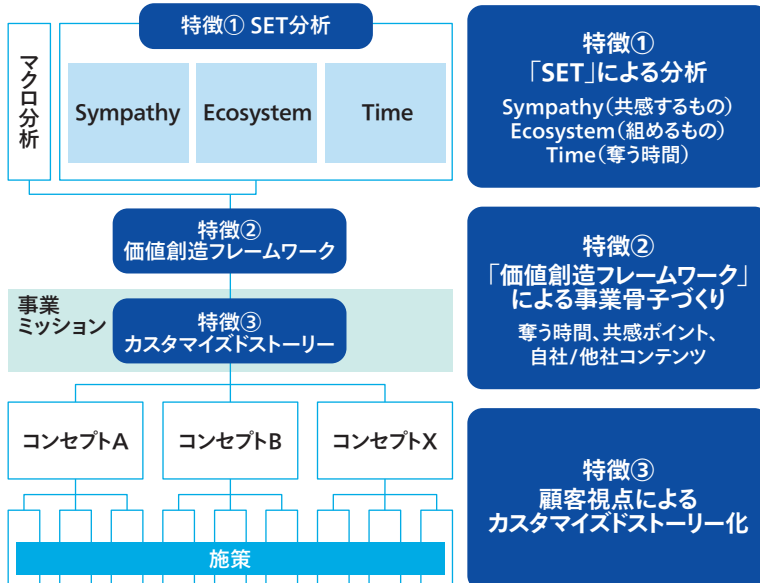 特徴① SET分析
マクロ分析
Sympathy
Ecosystem
Time
特徴②
価値創造フレームワーク
事業
ミッション
特徴③
カスタマイズドストーリー
コンセプトA
コンセプトB
コンセプトX
施策
特徴①
「SET」による分析
Sympathy（共感するもの）
Ecosystem（組めるもの）
Time（奪う時間）
特徴②
「価値創造フレームワーク」
による事業骨子づくり
奪う時間、共感ポイント、
自社/他社コンテンツ
特徴③
顧客視点による
カスタマイズドストーリー化